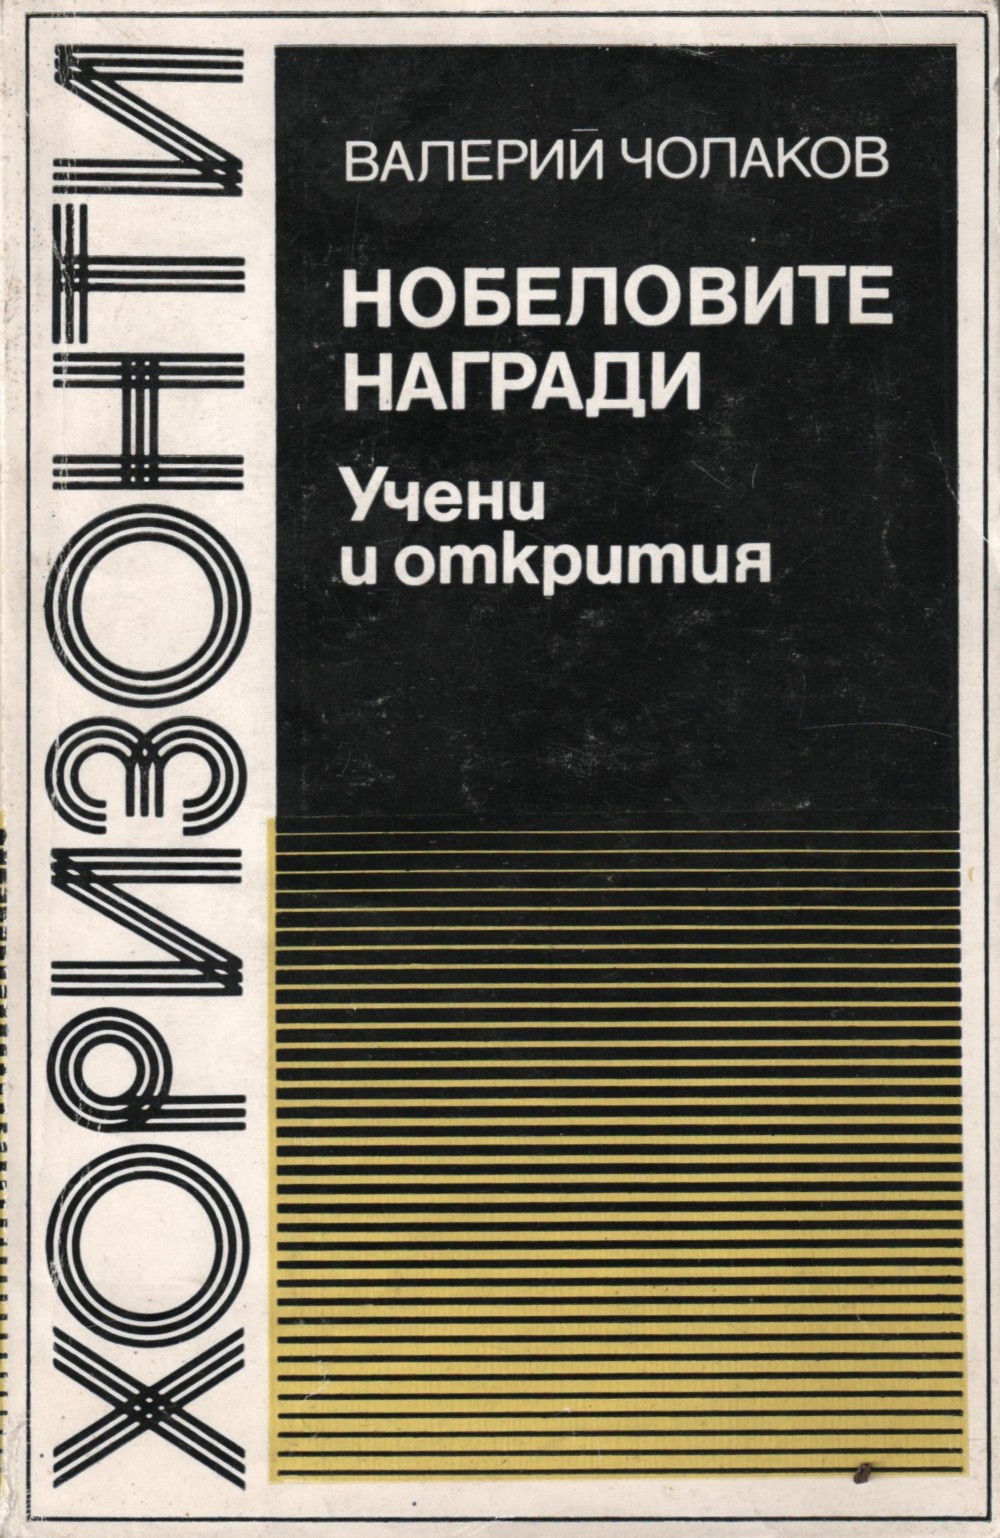 ХОРИЗОНТИ
ВАЛЕРИЙ ЧОЛАКОВ
НОБЕЛОВИТЕ
НАГРАДИ
Учени
и открития